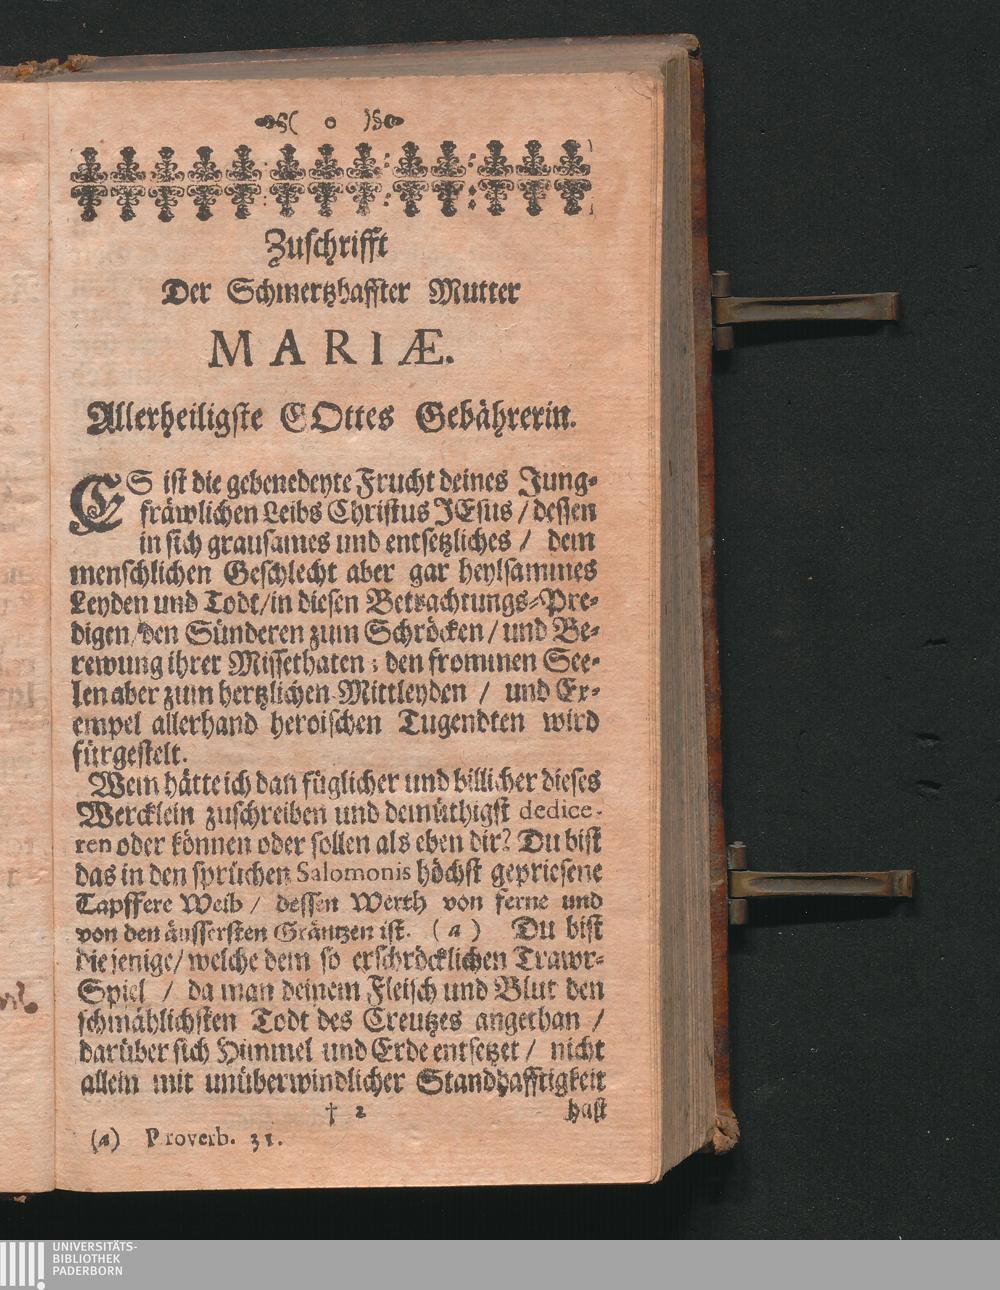 ( o )
Zuschrifft
Der Schmertzhaffter Mutter
MARIÆ.
Allerheiligste GOttes Gebährerin.
ES ist die gebenedeyte Frucht deines Jung-
fräwlichen Leibs Christus JEsus / dessen
in sich grausames und entsetzliches / dem
menschlichen Geschlecht aber gar heylsammes
Leyden und Todt / in diesen Betrachtungs-Pre-
digen / den Sünderen zum Schröcken / und Be-
rewung ihrer Missethaten ; den frommen See-
len aber zum hertzlichen Mittleyden / und Ex-
empel allerhand heroischen Tugendten wird
fürgestelt.
Wem hätte ich dan füglicher und billicher dieses
Wercklein zuschreiben und demüthigst dedice-
ren oder können oder sollen als eben dir? Du bist
das in den sprüchen Salomonis höchst gepriesene
Tapffere Weib / dessen Werth von ferne und
von den äussersten Gräntzen ist. (a) Du bist
die jenige / welche dem so erschröcklichen Trawr-
Spiel / da man deinem Fleisch und Blut den
schmählichsten Todt des Creutzes angethan /
darüber sich Himmel und Erde entsetzet / nicht
allein mit unüberwindlicher Standhafftigkeit
† 2 hast
(a) Proverb. 31.
UNIVERSITÄTS-
BIBLIOTHEK
PADERBORN